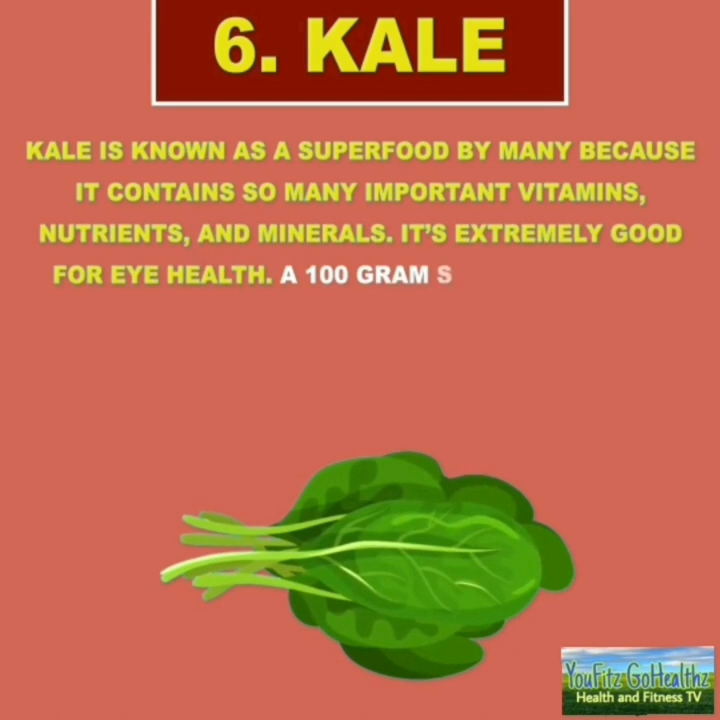 6. KALE
KALE IS KNOWN AS A SUPERFOOD BY MANY BECAUSE
IT CONTAINS SO MANY IMPORTANT VITAMINS,
NUTRIENTS, AND MINERALS. IT'S EXTREMELY GOOD
FOR EYE HEALTH. A 100 GRAM S
YouFitz GoHealthz
Health and Fitness TV